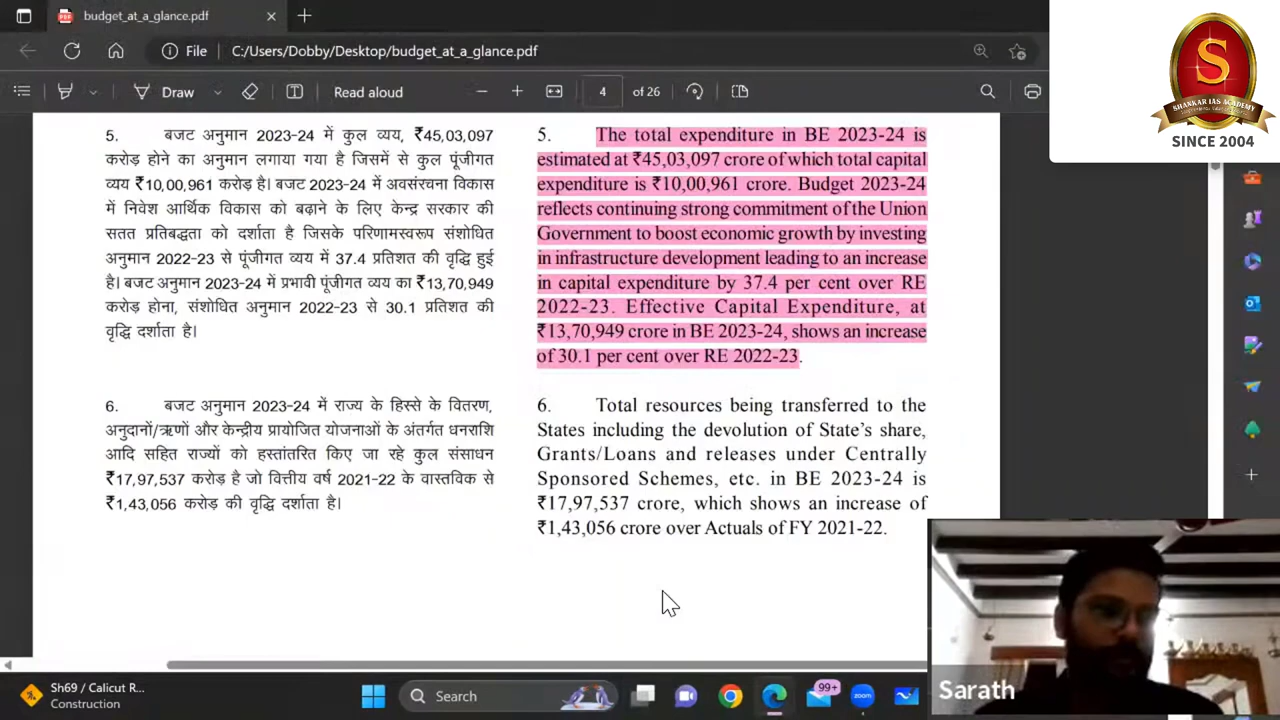 budget_at_a_glance.pdf
File
C:/Users/Dobby/Desktop/budget_at_a_glance.pdf
Draw
Read aloud
4
of 26
S
SHANKAR IAS ACADEMY
SINCE 2004
5. बजट अनुमान 2023-24 में कुल व्यय, ₹45,03,097
करोड़ होने का अनुमान लगाया गया है जिसमें से कुल पूंजीगत
व्यय ₹10,00,961 करोड़ है। बजट 2023-24 में अवसंरचना विकास
में निवेश आर्थिक विकास को बढ़ाने के लिए केन्द्र सरकार की
सतत प्रतिबद्धता को दर्शाता है जिसके परिणामस्वरूप संशोधित
अनुमान 2022-23 से पूंजीगत व्यय में 37.4 प्रतिशत की वृद्धि हुई
है। बजट अनुमान 2023-24 में प्रभावी पूंजीगत व्यय का ₹13,70,949
करोड़ होना, संशोधित अनुमान 2022-23 से 30.1 प्रतिशत की
वृद्धि दर्शाता है।
6. बजट अनुमान 2023-24 में राज्य के हिस्से के वितरण,
अनुदानों/ऋणों और केन्द्रीय प्रायोजित योजनाओं के अंतर्गत धनराशि
आदि सहित राज्यों को हस्तांतरित किए जा रहे कुल संसाधन
₹17,97,537 करोड़ है जो वित्तीय वर्ष 2021-22 के वास्तविक से
₹1,43,056 करोड़ की वृद्धि दर्शाता है।
5. The total expenditure in BE 2023-24 is
estimated at ₹45,03,097 crore of which total capital
expenditure is ₹10,00,961 crore. Budget 2023-24
reflects continuing strong commitment of the Union
Government to boost economic growth by investing
in infrastructure development leading to an increase
in capital expenditure by 37.4 per cent over RE
2022-23. Effective Capital Expenditure, at
₹13,70,949 crore in BE 2023-24, shows an increase
of 30.1 per cent over RE 2022-23.
6. Total resources being transferred to the
States including the devolution of State's share,
Grants/Loans and releases under Centrally
Sponsored Schemes, etc. in BE 2023-24 is
₹17,97,537 crore, which shows an increase of
₹1,43,056 crore over Actuals of FY 2021-22.
Sarath
Sh69 / Calicut R...
Construction
Search
99+
zoom